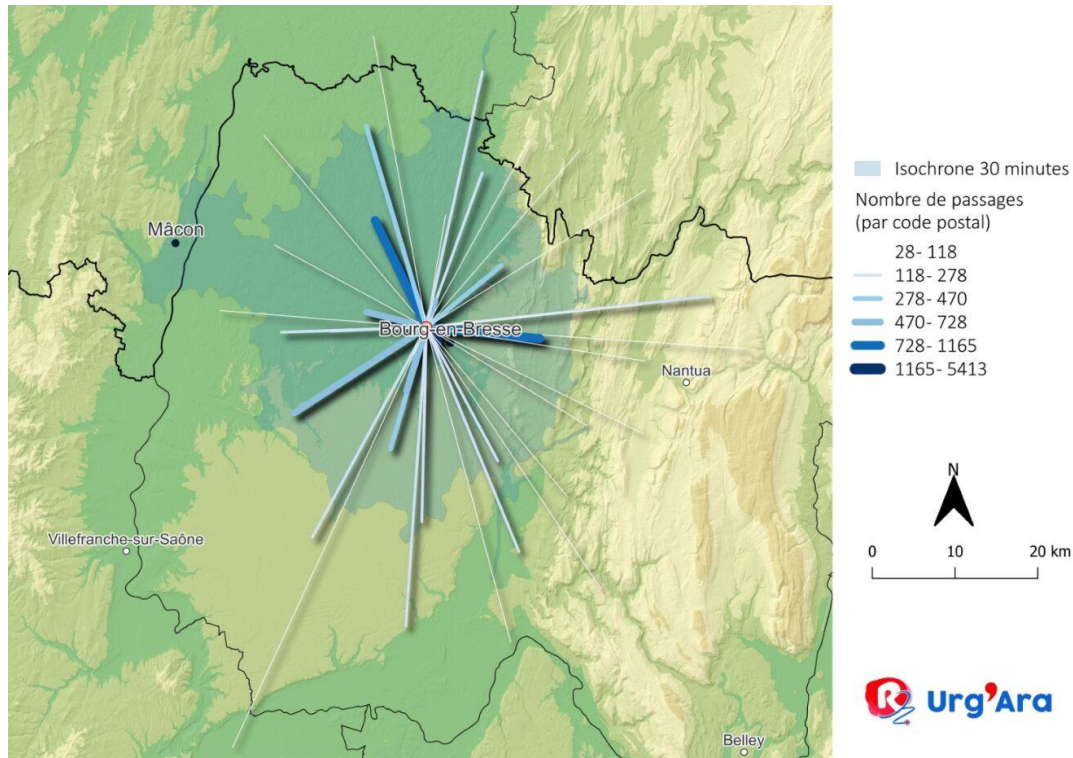 Mâcon
Bourg-en-Bresse
Nantua
Villefranche-sur-Saône
Belley
Isochrone 30 minutes
Nombre de passages
(par code postal)
28- 118
118- 278
278- 470
470- 728
728- 1165
1165- 5413
N
0 10 20 km
R
Urg'Ara